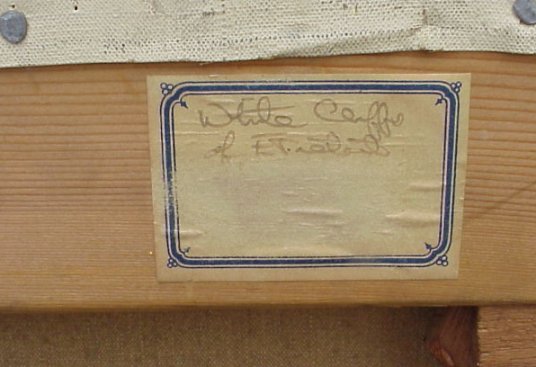 White Cliffs
of